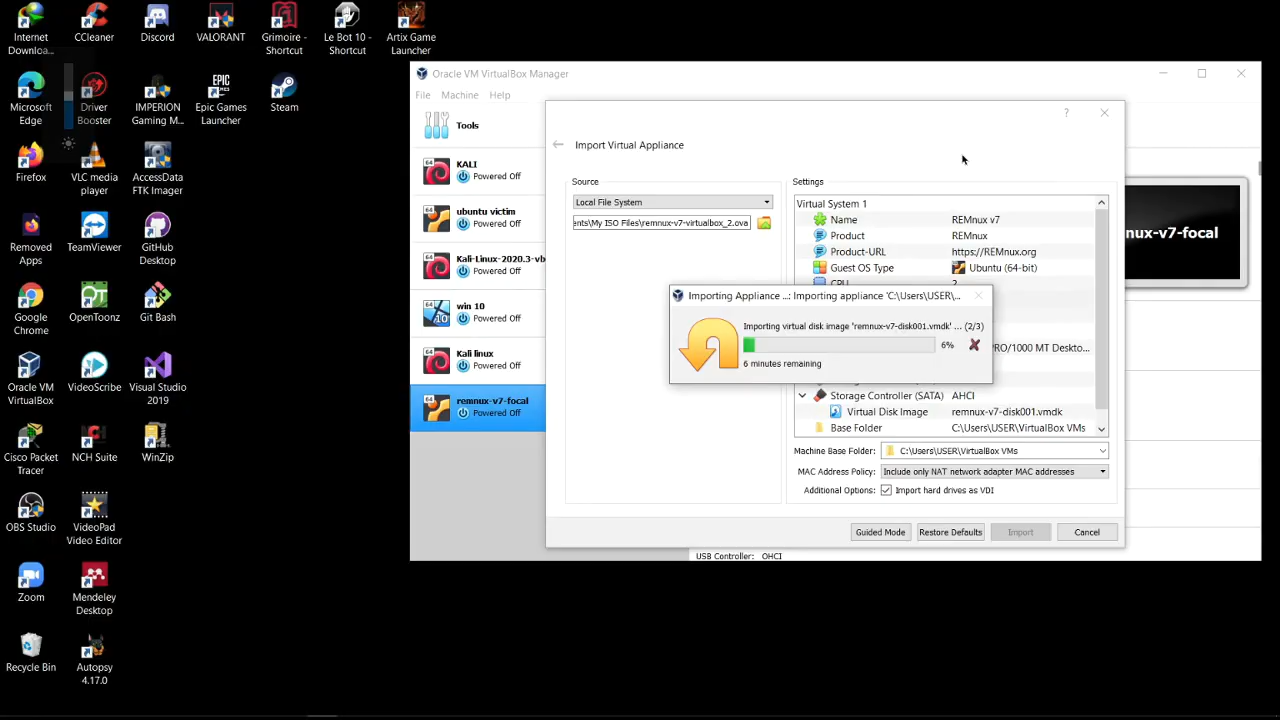 Internet
Downloa...
CCleaner
Discord
VALORANT
Grimoire -
Shortcut
Le Bot 10 -
Shortcut
Artix Game
Launcher
Microsoft
Edge
Driver
Booster
IMPERION
Gaming M...
EPIC
GAMES
Epic Games
Launcher
Steam
Firefox
VLC media
player
AccessData
FTK Imager
Removed
Apps
TeamViewer
GitHub
Desktop
Google
Chrome
OpenToonz
Git Bash
Oracle VM
VirtualBox
VideoScribe
Visual Studio
2019
Cisco Packet
Tracer
NCH Suite
WinZip
OBS Studio
VideoPad
Video Editor
Zoom
Mendeley
Desktop
Recycle Bin
Autopsy
4.17.0
Oracle VM VirtualBox Manager
File Machine Help
Tools
64 KALI
Powered Off
64 ubuntu victim
Powered Off
64 Kali-Linux-2020.3-vb
Powered Off
64 win 10
Powered Off
64 Kali linux
Powered Off
64 remnux-v7-focal
Powered Off
?
Import Virtual Appliance
Source
Local File System
ents\My ISO Files\remnux-v7-virtualbox_2.ova
Settings
Virtual System 1
Name REMnux v7
Product REMnux
Product-URL https://REMnux.org
Guest OS Type Ubuntu (64-bit)
CPU 2
PRO/1000 MT Deskto...
Storage Controller (SATA) AHCI
Virtual Disk Image remnux-v7-disk001.vmdk
Base Folder C:\Users\USER\VirtualBox VMs
Machine Base Folder: C:\Users\USER\VirtualBox VMs
MAC Address Policy: Include only NAT network adapter MAC addresses
Additional Options: Import hard drives as VDI
Guided Mode Restore Defaults Import Cancel
Importing Appliance ...: Importing appliance 'C:\Users\USER\...
Importing virtual disk image 'remnux-v7-disk001.vmdk' ... (2/3)
6%
6 minutes remaining
nux-v7-focal
USB Controller: OHCI